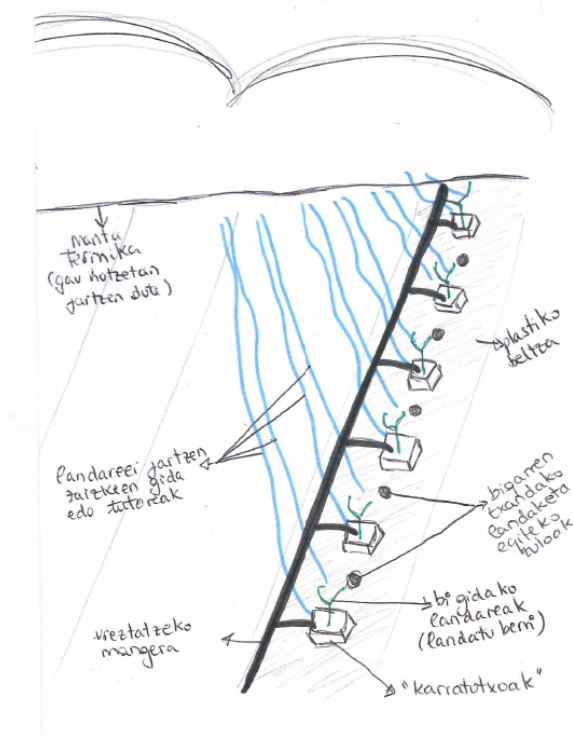 manta
termika
(gau hotzetan
jartzen dute)
plastiko
beltza
landareei jartzen
zaizkeen gida
edo tutoreak
bigarren
txandako
landaketa
egiteko
zuloak
bi gidako
landareak
(landatu berri)
ureztatzeko
mangera
"karratutxoak"